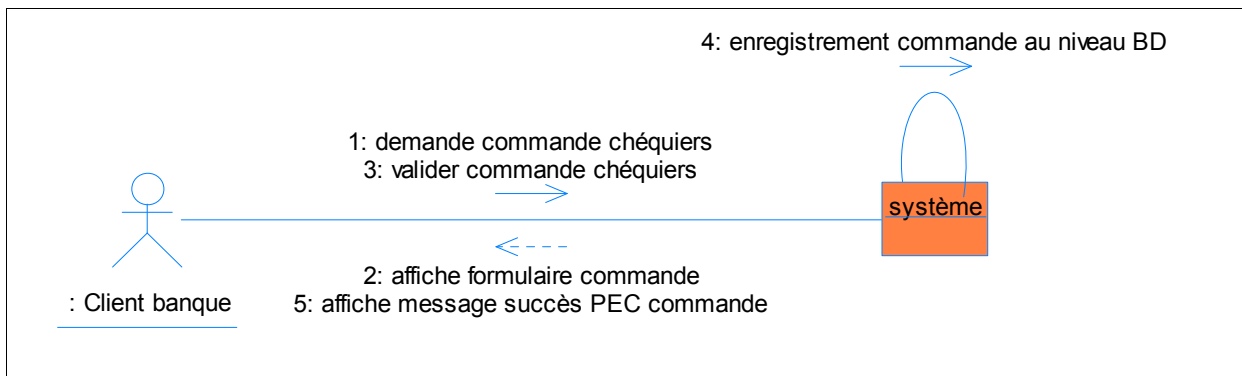 4: enregistrement commande au niveau BD
1: demande commande chéquiers
3: valider commande chéquiers
système
2: affiche formulaire commande
5: affiche message succès PEC commande
: Client banque